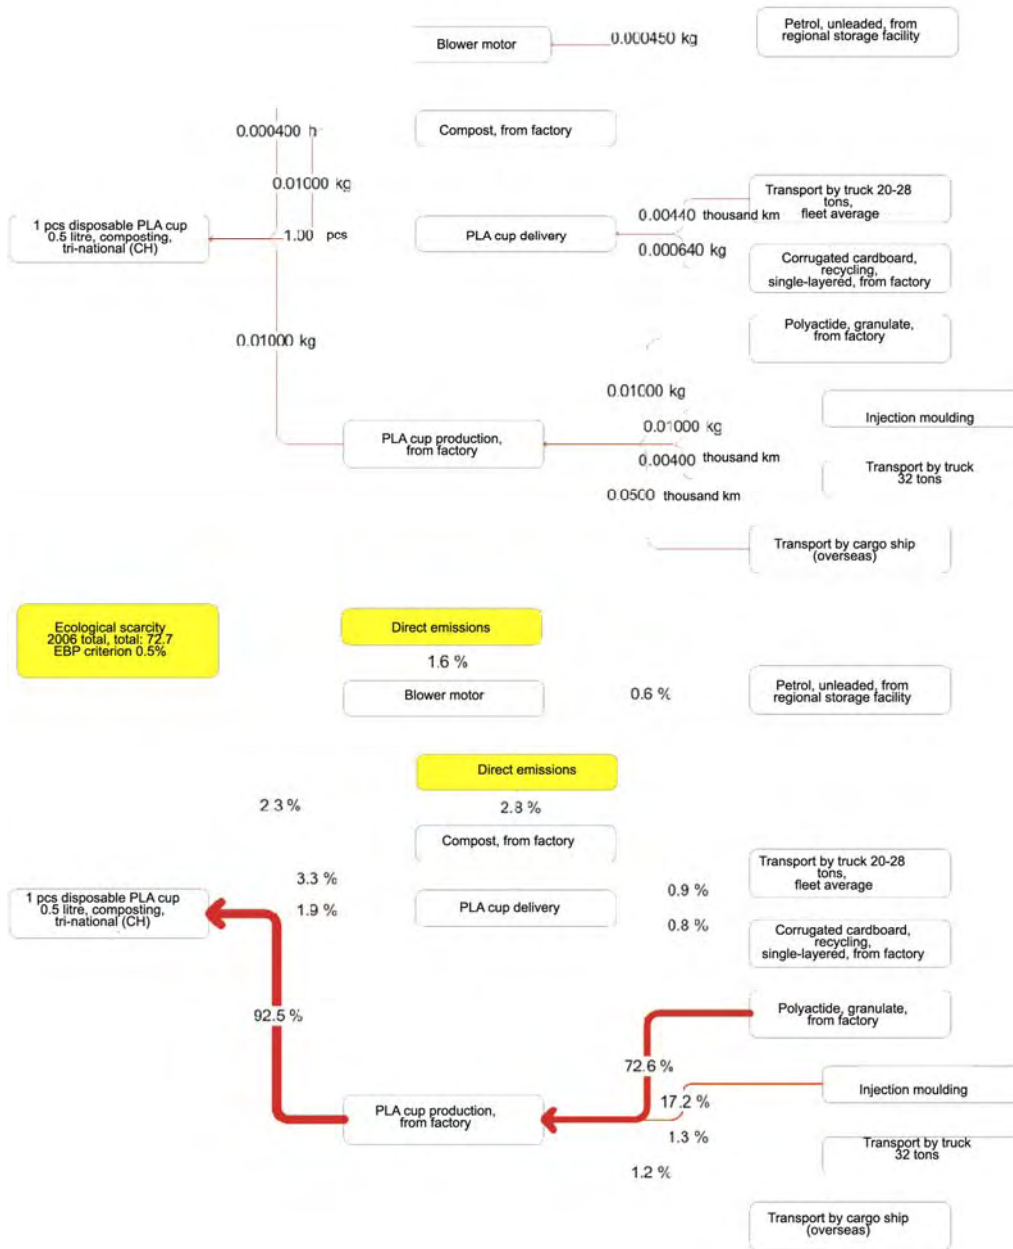 Blower motor
0.000450 kg
Petrol, unleaded, from
regional storage facility
0.000400 h
Compost, from factory
0.01000 kg
Transport by truck 20-28
tons,
fleet average
0.00440 thousand km
1 pcs disposable PLA cup
0.5 litre, composting,
tri-national (CH)
1.00 pcs
PLA cup delivery
0.000640 kg
Corrugated cardboard,
recycling,
single-layered, from factory
Polyactide, granulate,
from factory
0.01000 kg
0.01000 kg
Injection moulding
0.01000 kg
PLA cup production,
from factory
0.00400 thousand km
Transport by truck
32 tons
0.0500 thousand km
Transport by cargo ship
(overseas)
Ecological scarcity
2006 total, total: 72.7
EBP criterion 0.5%
Direct emissions
1.6 %
Blower motor
0.6 %
Petrol, unleaded, from
regional storage facility
Direct emissions
2.3 %
2.8 %
Compost, from factory
Transport by truck 20-28
tons,
fleet average
3.3 %
0.9 %
1 pcs disposable PLA cup
0.5 litre, composting,
tri-national (CH)
1.9 %
PLA cup delivery
0.8 %
Corrugated cardboard,
recycling,
single-layered, from factory
92.5 %
Polyactide, granulate,
from factory
72.6 %
17.2 %
Injection moulding
PLA cup production,
from factory
1.3 %
Transport by truck
32 tons
1.2 %
Transport by cargo ship
(overseas)